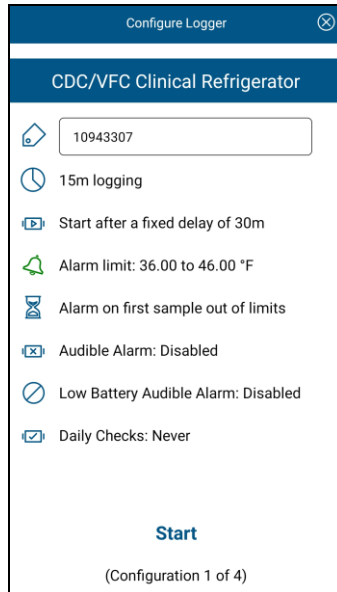 Configure Logger
CDC/VFC Clinical Refrigerator
10943307
15m logging
Start after a fixed delay of 30m
Alarm limit: 36.00 to 46.00 °F
Alarm on first sample out of limits
Audible Alarm: Disabled
Low Battery Audible Alarm: Disabled
Daily Checks: Never
Start
(Configuration 1 of 4)